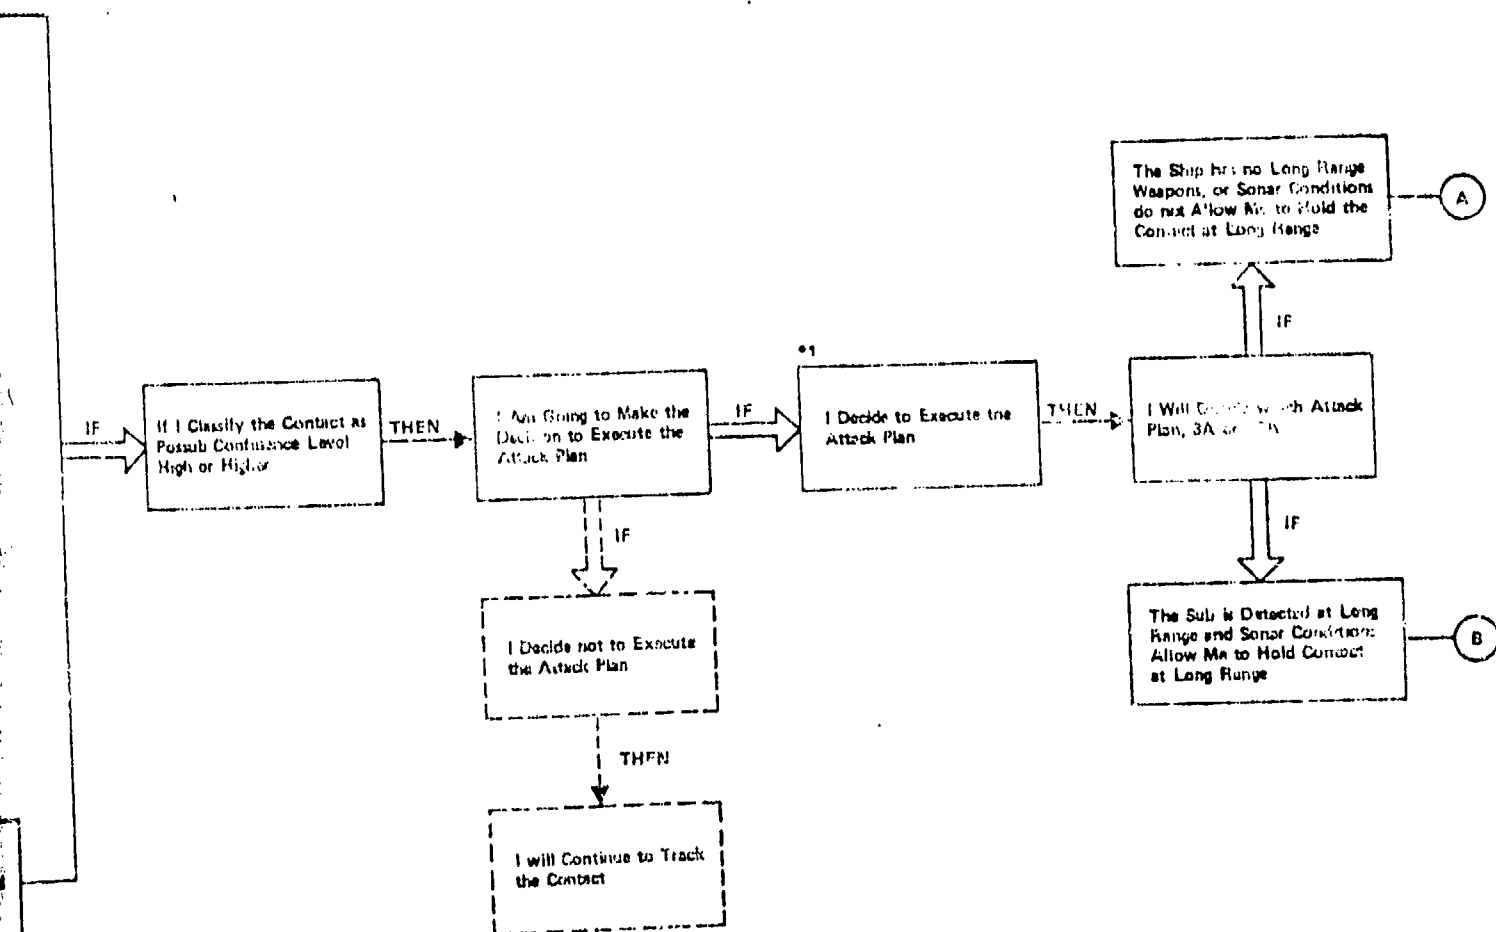 The Ship has no Long Range
Weapons, or Sonar Conditions
do not Allow Me to Hold the
Contact at Long Range
A
IF
*1
IF
If I Classify the Contact as
Possub Confidence Level
High or Higher
THEN
I Am Going to Make the
Decision to Execute the
Attack Plan
IF
I Decide to Execute the
Attack Plan
THEN
I Will Decide which Attack
Plan, 3A or
IF
IF
I Decide not to Execute
the Attack Plan
The Sub is Detected at Long
Range and Sonar Conditions
Allow Me to Hold Contact
at Long Range
B
THEN
I will Continue to Track
the Contact